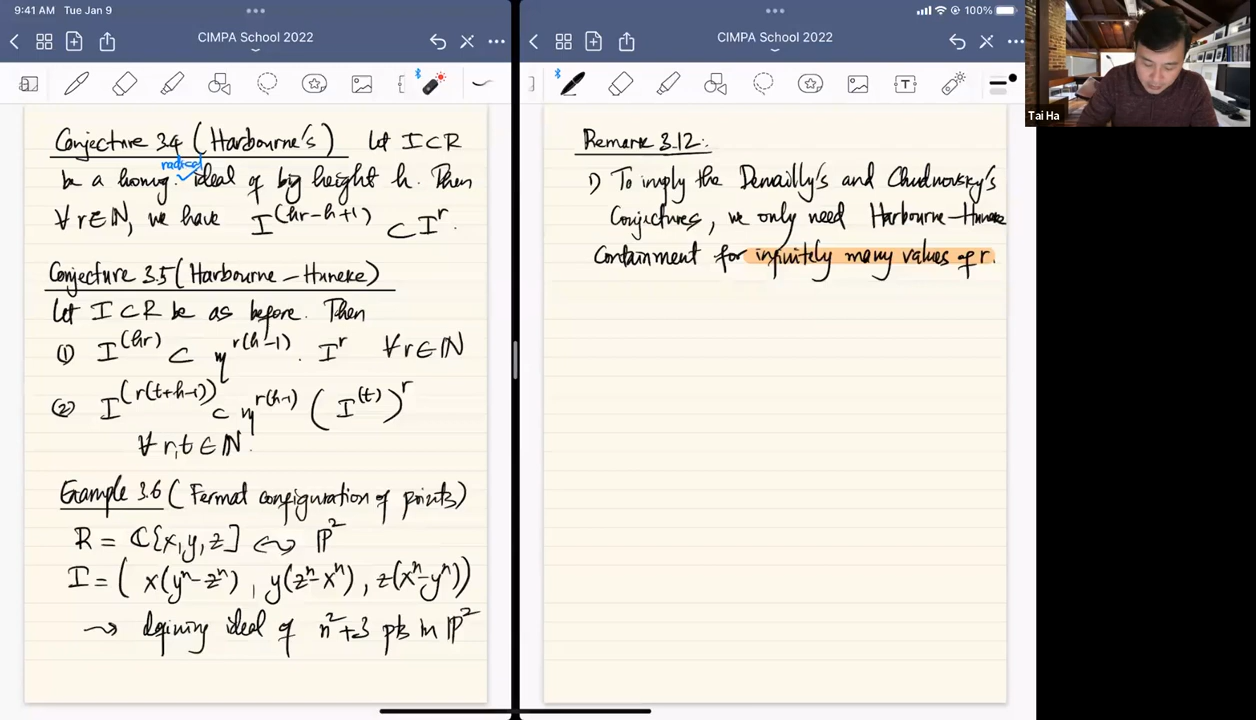 9:41 AM Tue Jan 9
100%
CIMPA School 2022
CIMPA School 2022
Tai Ha
Conjecture 3.4 (Harbourne's) Let I ⊂ R
radical
be a homog. ideal of big height h. Then
∀ r ∈ ℕ, we have I^(hr-h+1) ⊂ I^r.
Conjecture 3.5 (Harbourne – Huneke)
Let I ⊂ R be as before. Then
① I^(hr) ⊂ m^{r(h-1)} . I^r ∀ r ∈ ℕ
② I^(r(t+h-1)) ⊂ m^{r(h-1)} (I^(t))^r
∀ r,t ∈ ℕ.
Example 3.6 (Fermat configuration of points)
R = ℂ[x,y,z] ↭ ℙ^2
I = ( x(y^n - z^n), y(z^n - x^n), z(x^n - y^n))
⇝ defining ideal of n^2+3 pts in ℙ^2
Remark 3.12:
1) To imply the Demailly's and Chudnovsky's
Conjectures, we only need Harbourne – Huneke
Containment for infinitely many values of r.